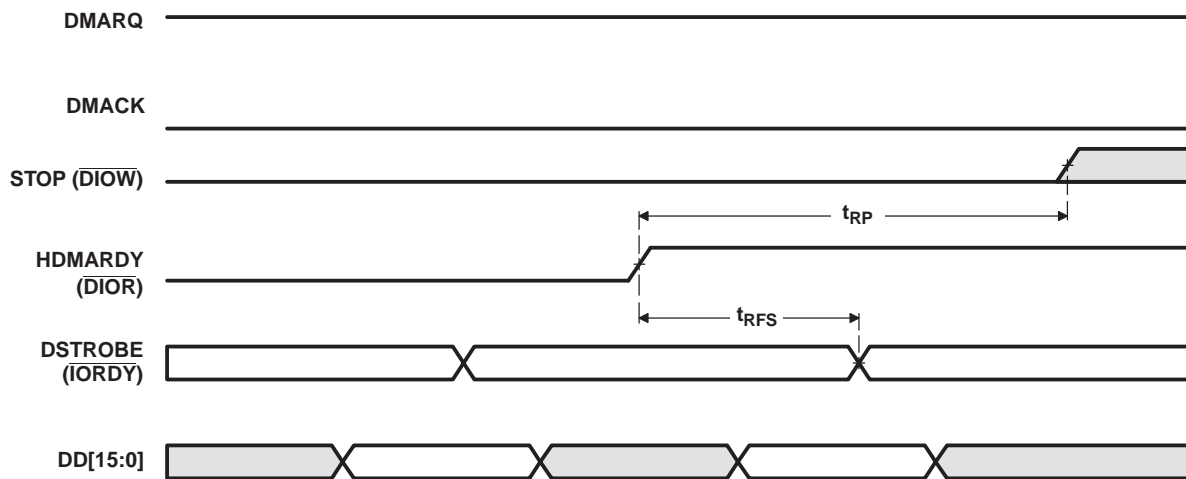 DMARQ
DMACK
STOP (DIOW)
tRP
HDMARDY
(DIOR)
tRFS
DSTROBE
(IORDY)
DD[15:0]